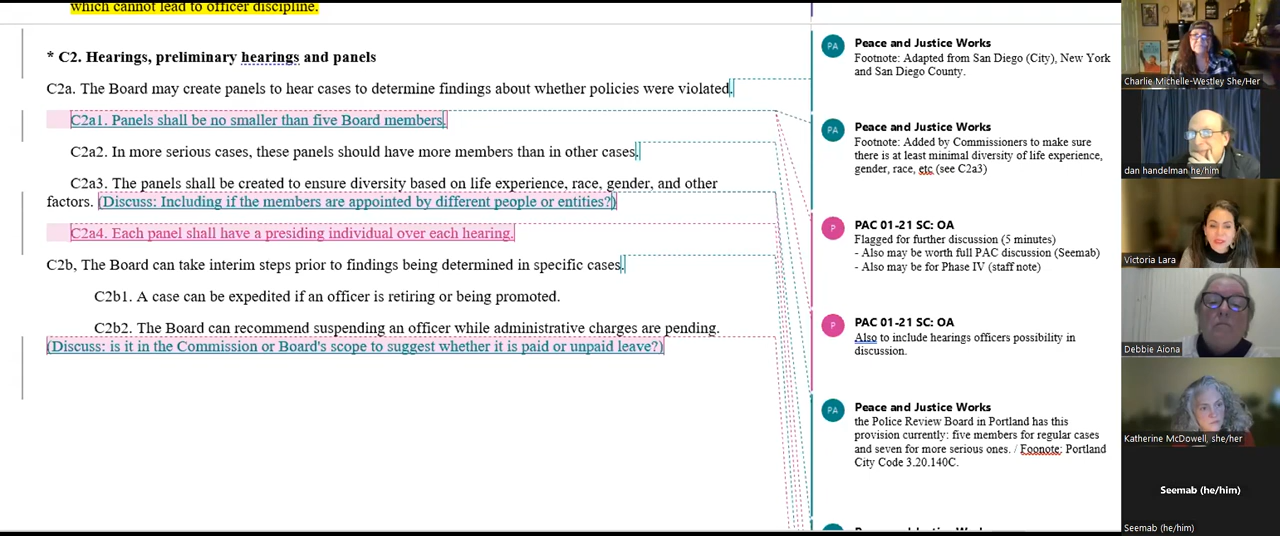 which cannot lead to officer discipline.
* C2. Hearings, preliminary hearings and panels
C2a. The Board may create panels to hear cases to determine findings about whether policies were violated.
C2a1. Panels shall be no smaller than five Board members.
C2a2. In more serious cases, these panels should have more members than in other cases.
C2a3. The panels shall be created to ensure diversity based on life experience, race, gender, and other
factors. (Discuss: Including if the members are appointed by different people or entities?)
C2a4. Each panel shall have a presiding individual over each hearing.
C2b, The Board can take interim steps prior to findings being determined in specific cases.
C2b1. A case can be expedited if an officer is retiring or being promoted.
C2b2. The Board can recommend suspending an officer while administrative charges are pending.
(Discuss: is it in the Commission or Board's scope to suggest whether it is paid or unpaid leave?)
PA
Peace and Justice Works
Footnote: Adapted from San Diego (City), New York
and San Diego County.
PA
Peace and Justice Works
Footnote: Added by Commissioners to make sure
there is at least minimal diversity of life experience,
gender, race, etc (see C2a3)
P
PAC 01-21 SC: OA
Flagged for further discussion (5 minutes)
- Also may be worth full PAC discussion (Seemab)
- Also may be for Phase IV (staff note)
P
PAC 01-21 SC: OA
Also to include hearings officers possibility in
discussion.
PA
Peace and Justice Works
the Police Review Board in Portland has this
provision currently: five members for regular cases
and seven for more serious ones. / Foonote: Portland
City Code 3.20.140C.
Charlie Michelle-Westley She/Her
dan handelman he/him
Victoria Lara
Debbie Aiona
Katherine McDowell, she/her
Seemab (he/him)
Seemab (he/him)